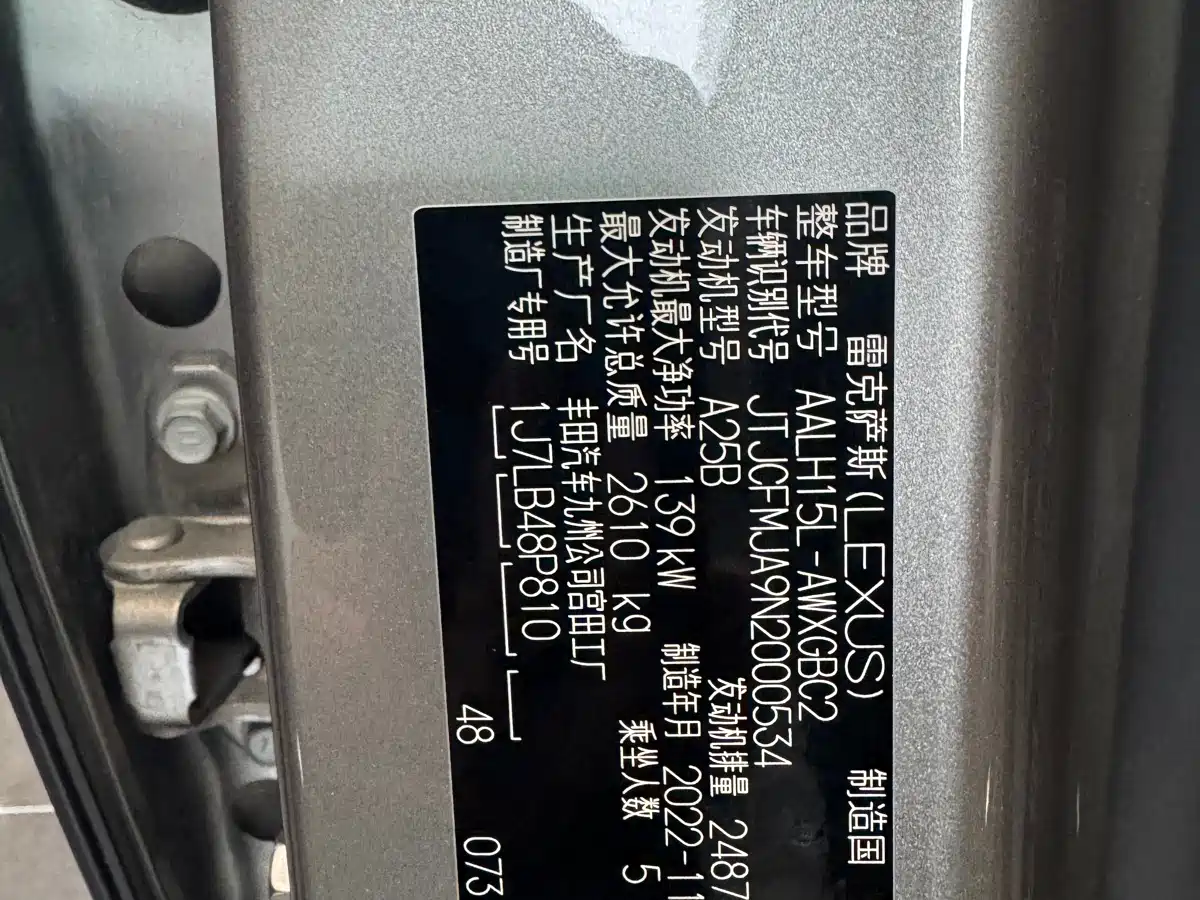 品牌 雷克萨斯(LEXUS) 制造国
整车型号 AALH15L-AWXGBC2
车辆识别代号 JTJCFMJA9N2000534
发动机型号 A25B 发动机排量 2487
发动机最大净功率 139kW 制造年月 2022-11
最大允许总质量 2610 kg 乘坐人数 5
生产厂名 丰田汽车九州公司宫田工厂
制造厂专用号 1J7LB48P810
48 073